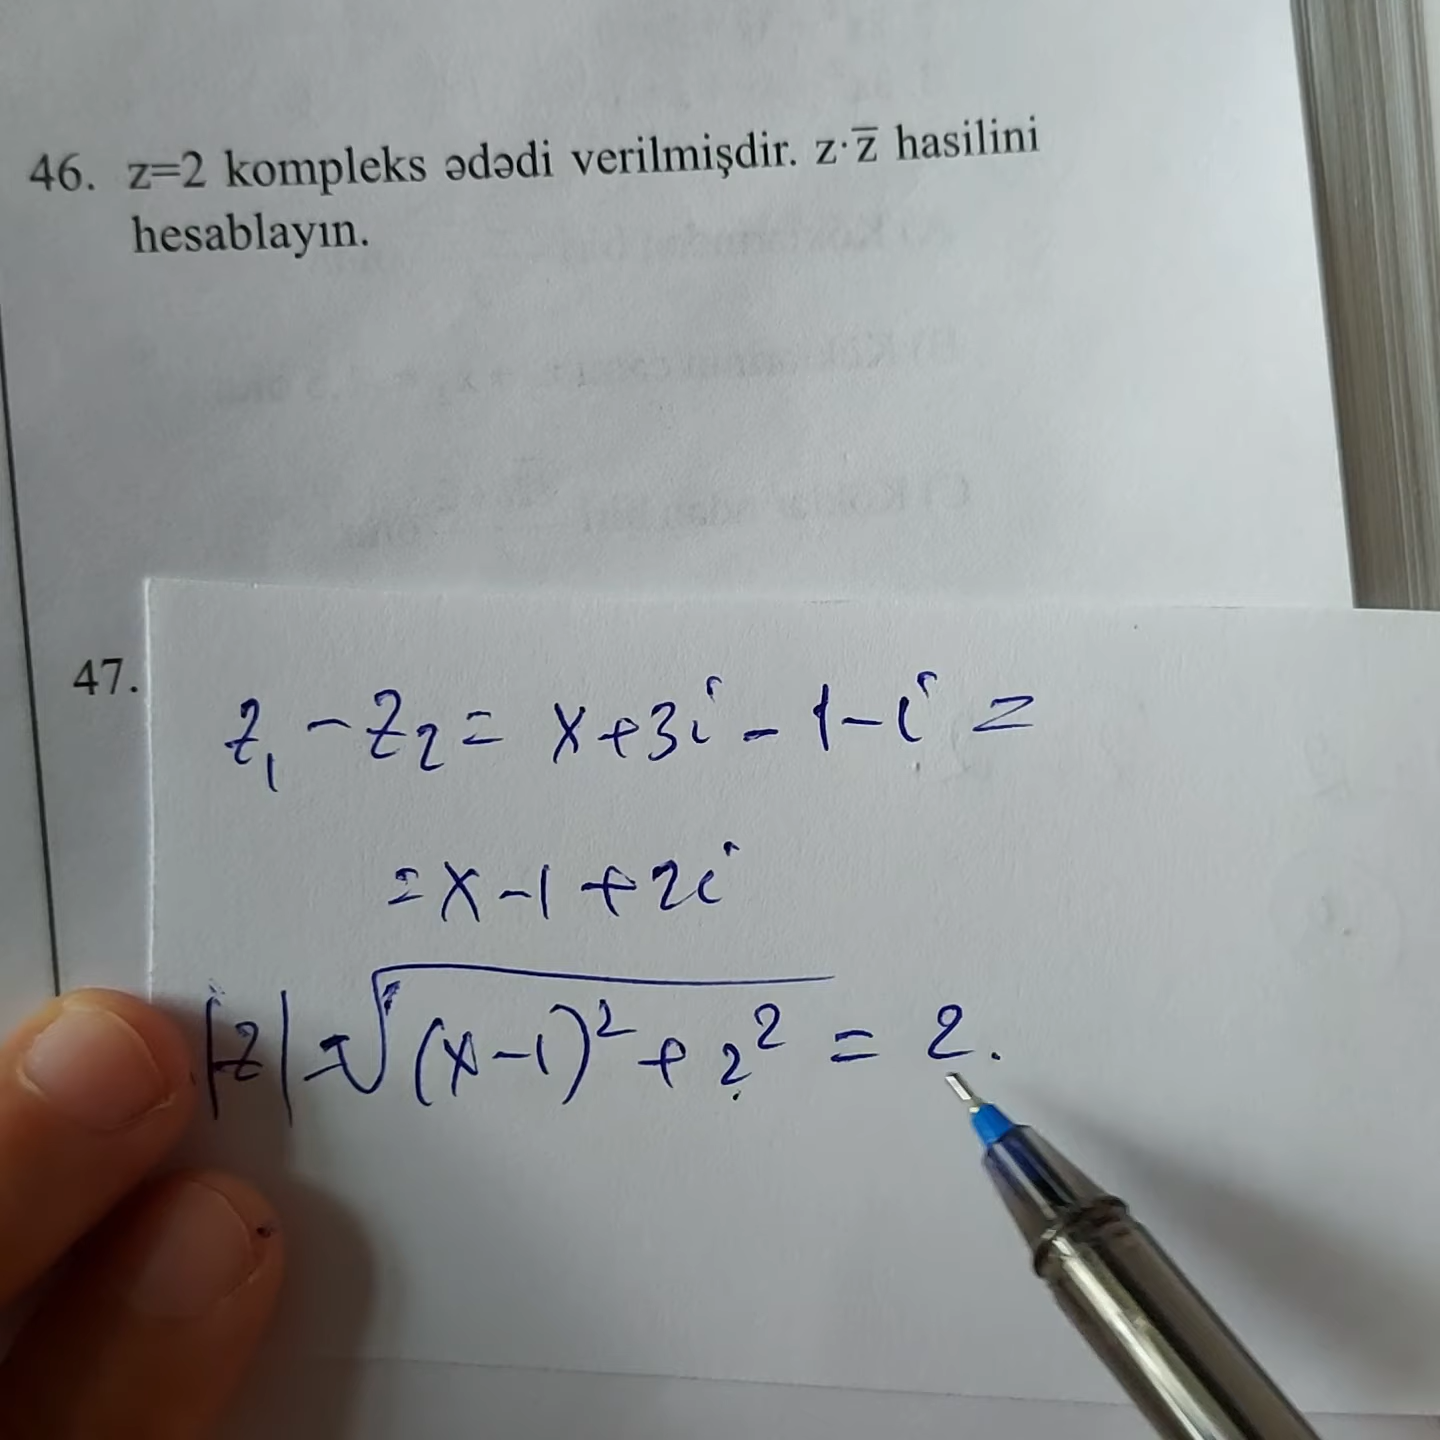 46. z=2 kompleks ədədi verilmişdir. z·z̅ hasilini
hesablayın.
47.
z₁ - z₂ = x+3i - 1 - i =
= x - 1 + 2i
|z| = √((x-1)² + 2²) = 2.